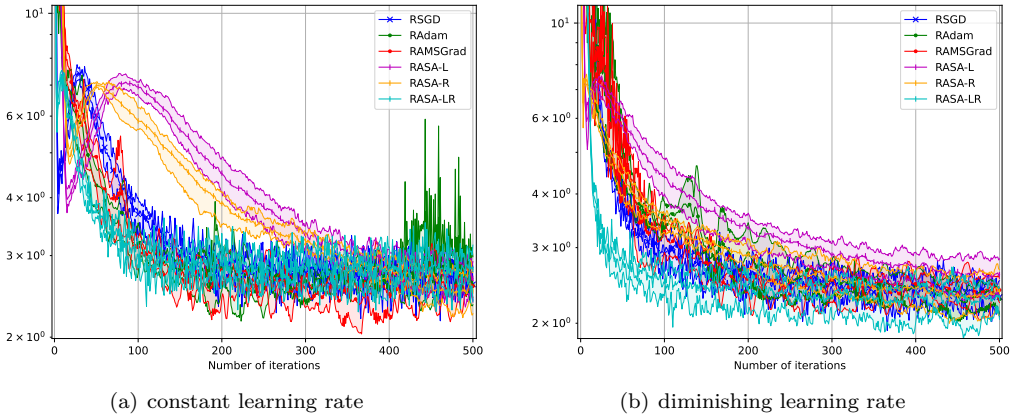 10¹
6 × 10⁰
4 × 10⁰
3 × 10⁰
2 × 10⁰
0 100 200 300 400 500
Number of iterations
RSGD
RAdam
RAMSGrad
RASA-L
RASA-R
RASA-LR
(a) constant learning rate
10¹
6 × 10⁰
4 × 10⁰
3 × 10⁰
2 × 10⁰
0 100 200 300 400 500
Number of iterations
RSGD
RAdam
RAMSGrad
RASA-L
RASA-R
RASA-LR
(b) diminishing learning rate